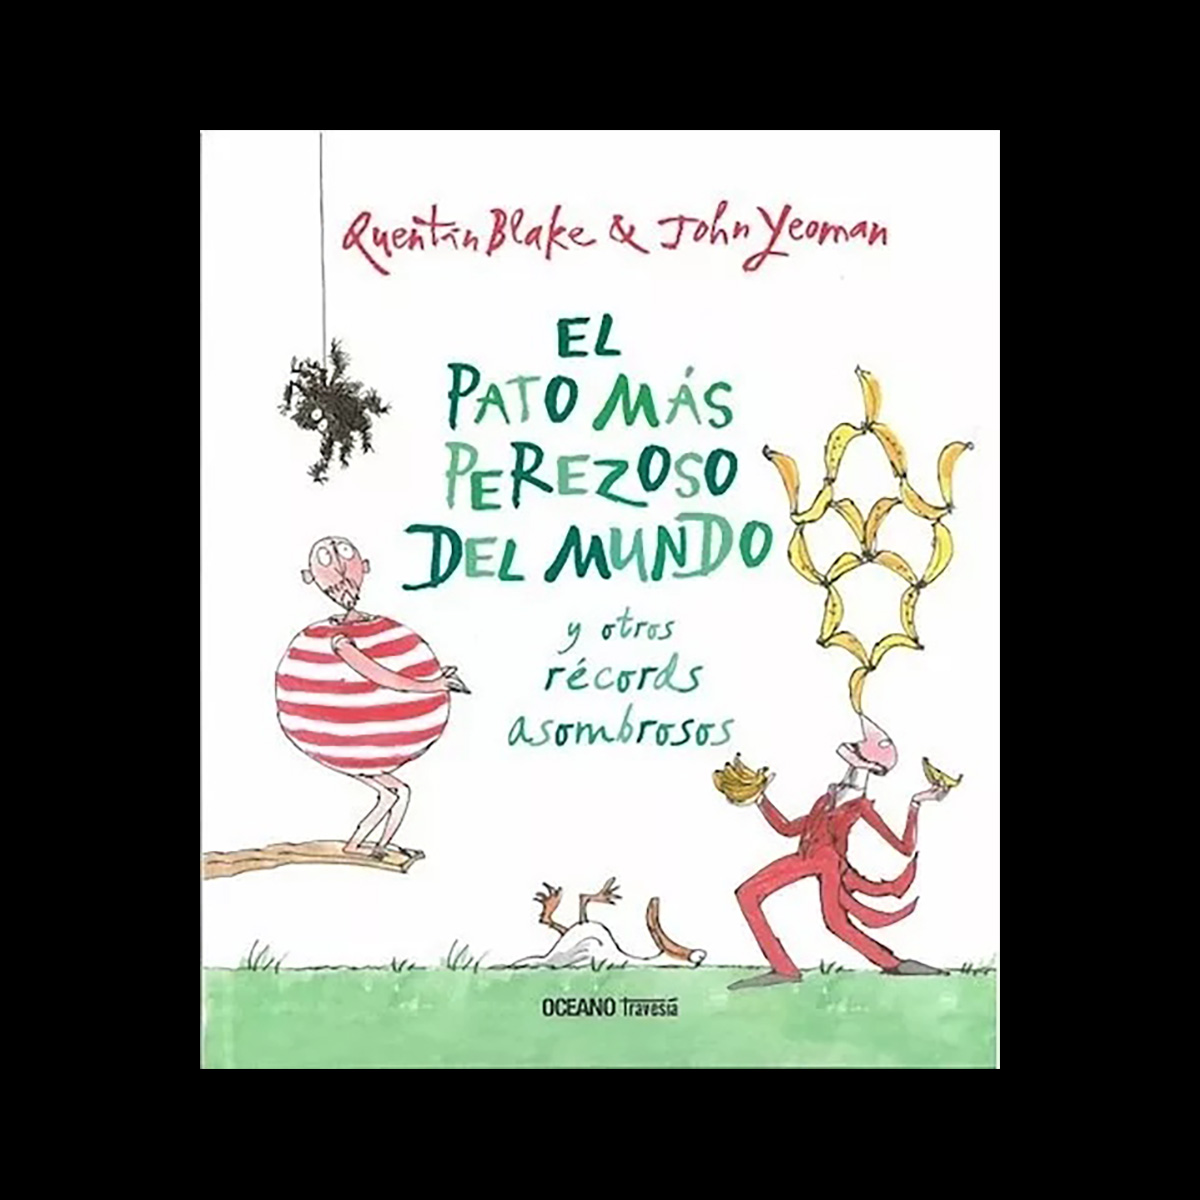 Quentin Blake & John Yeoman
EL
PATO MÁS
PEREZOSO
DEL MUNDO
y otros
récords
asombrosos
OCEANO Travesía